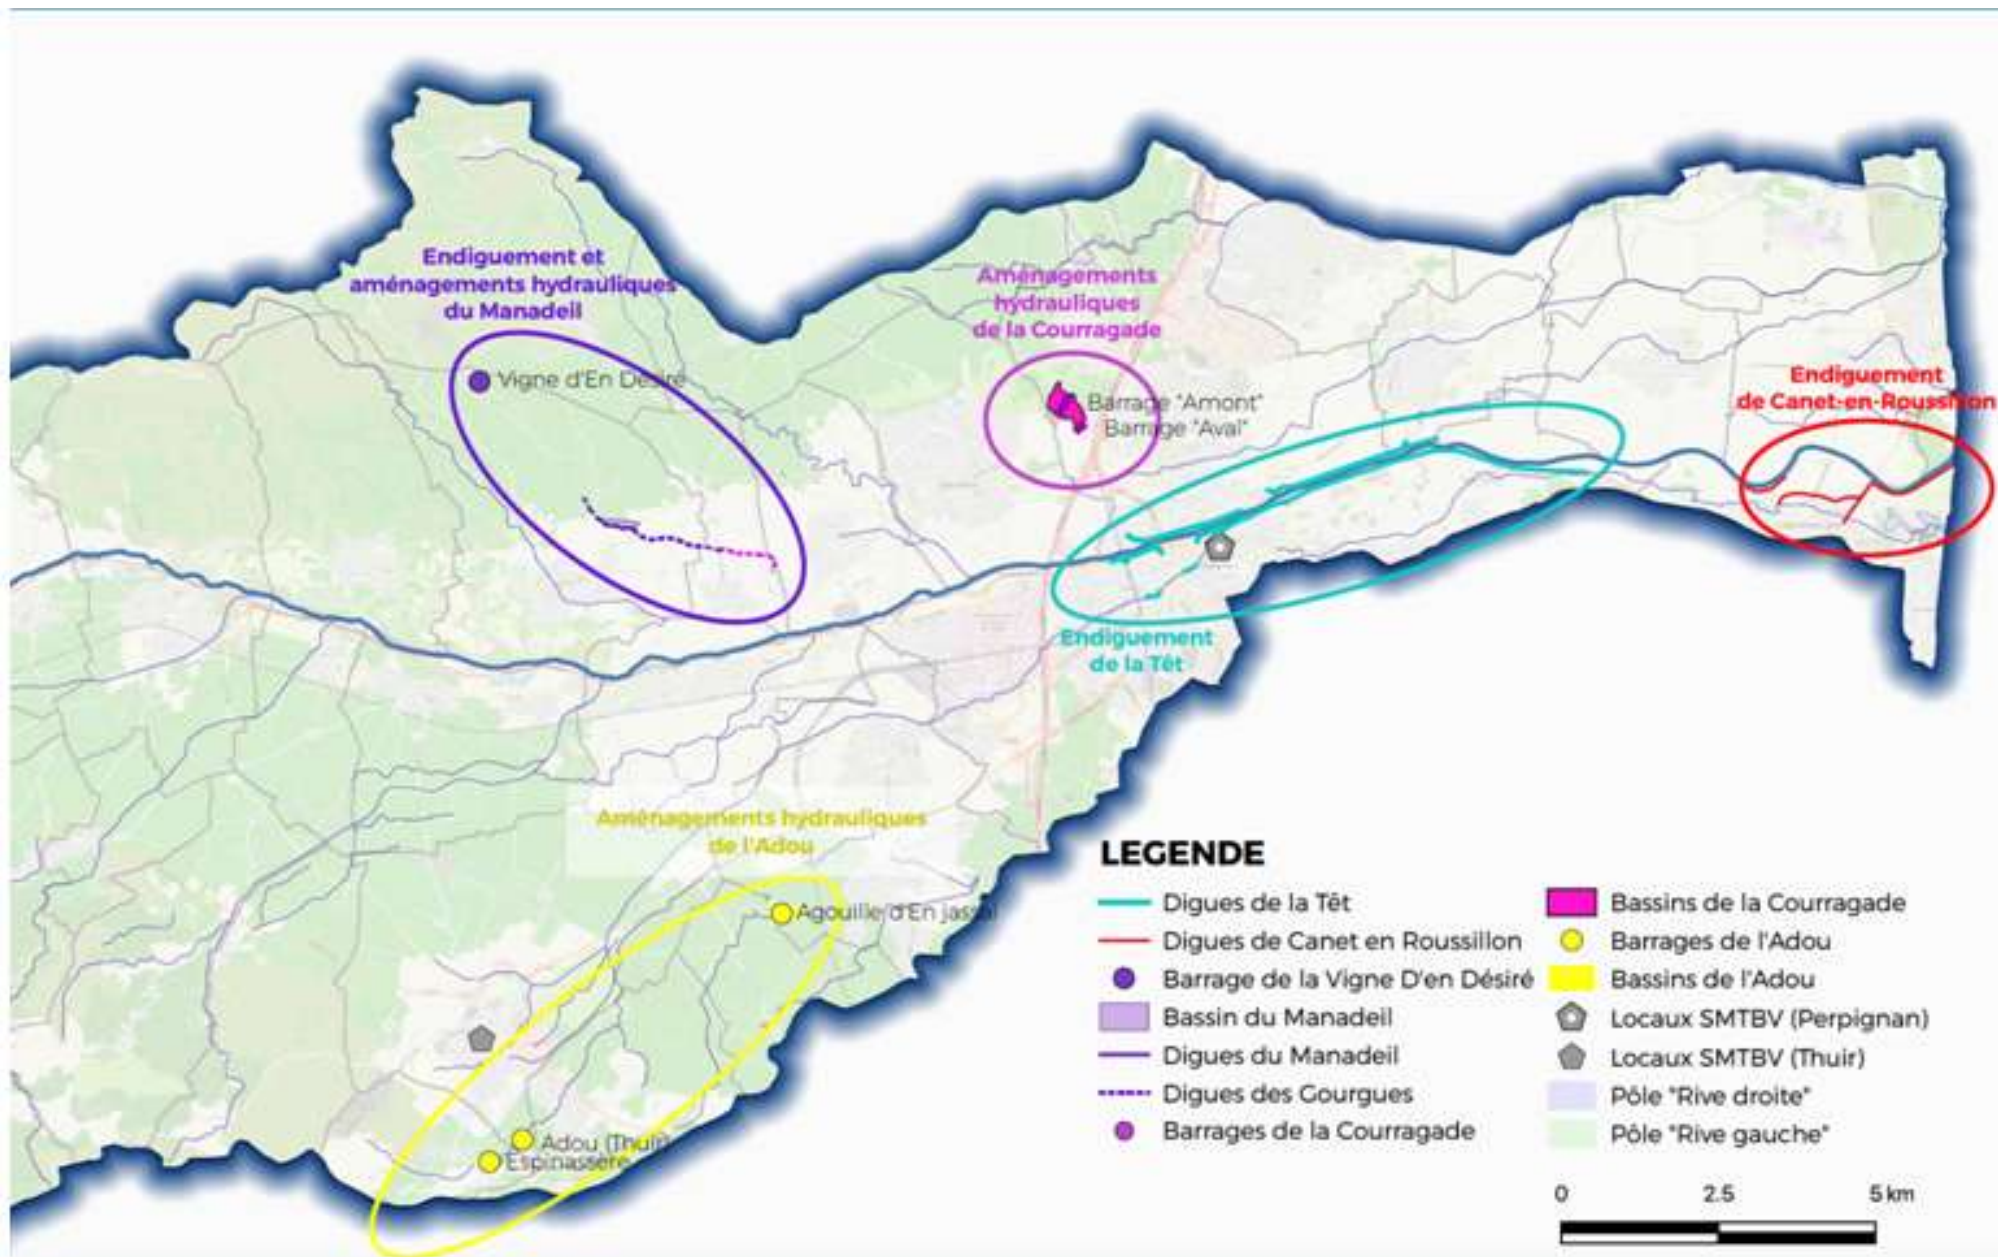 Endiguement et
aménagements hydrauliques
du Manadeil
Aménagements
hydrauliques
de la Courragade
Vigne d'En Désiré
Barrage "Amont"
Barrage "Aval"
Endiguement
de Canet-en-Roussillon
Endiguement
de la Têt
Aménagements hydrauliques
de l'Adou
Agouille d'En jassal
Adou (Thuir)
Espinassère
LEGENDE
Digues de la Têt
Digues de Canet en Roussillon
Barrage de la Vigne D'en Désiré
Bassin du Manadeil
Digues du Manadeil
Digues des Gourgues
Barrages de la Courragade
Bassins de la Courragade
Barrages de l'Adou
Bassins de l'Adou
Locaux SMTBV (Perpignan)
Locaux SMTBV (Thuir)
Pôle "Rive droite"
Pôle "Rive gauche"
0 2.5 5 km